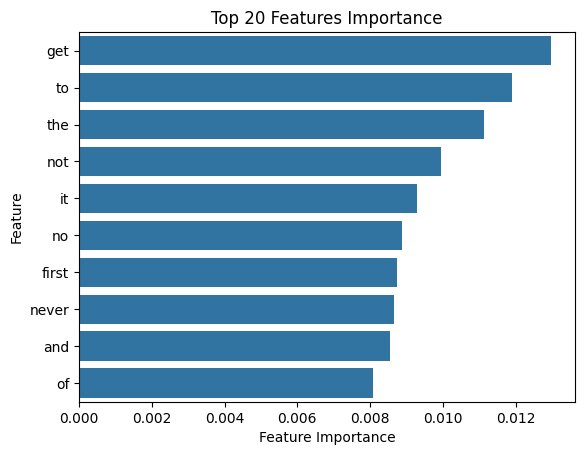 Top 20 Features Importance
Feature
get
to
the
not
it
no
first
never
and
of
0.000 0.002 0.004 0.006 0.008 0.010 0.012
Feature Importance